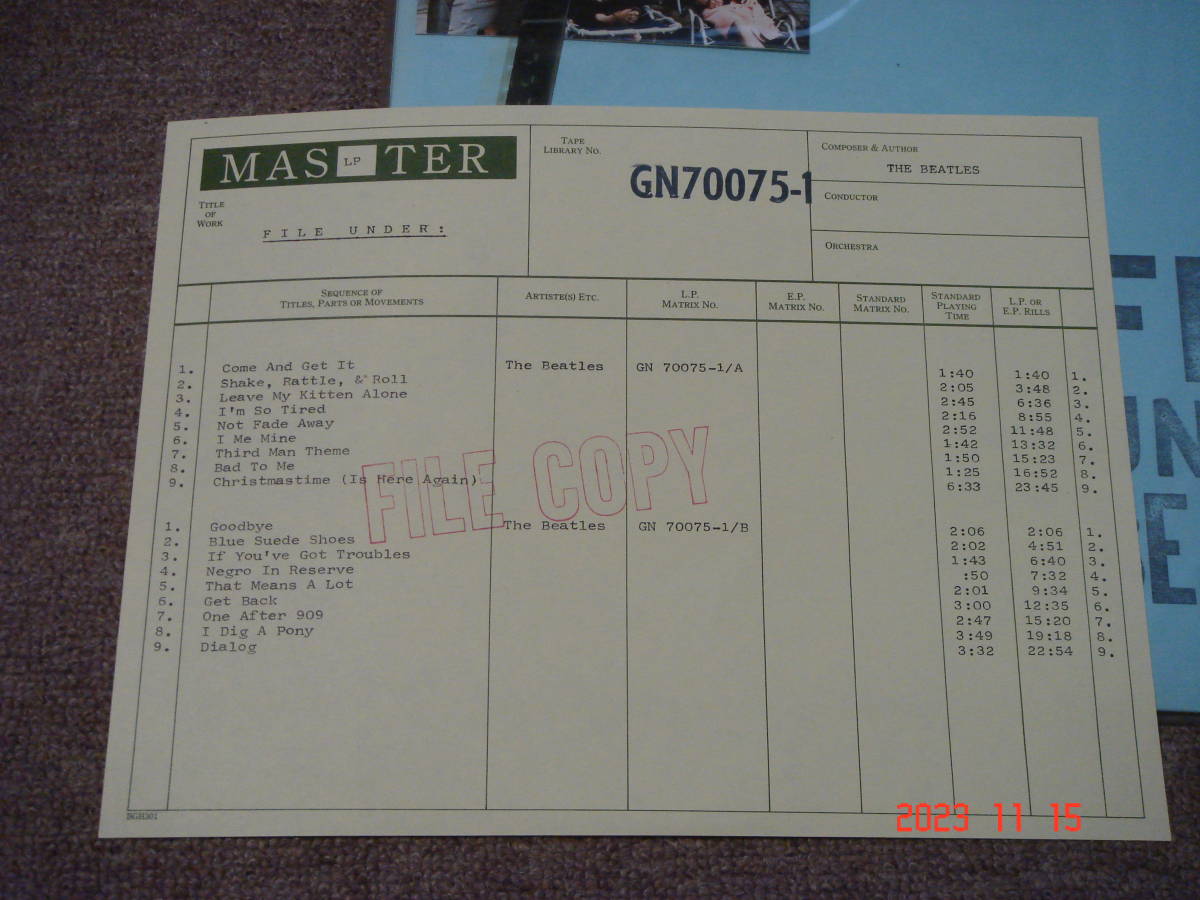 MAS LP TER
TITLE
OF
WORK
FILE UNDER:
TAPE
LIBRARY NO.
GN70075-1
COMPOSER & AUTHOR
THE BEATLES
CONDUCTOR
ORCHESTRA
SEQUENCE OF
TITLES, PARTS OR MOVEMENTS
ARTISTE(S) ETC.
L.P.
MATRIX NO.
E.P.
MATRIX NO.
STANDARD
MATRIX NO.
STANDARD
PLAYING
TIME
L.P. OR
E.P. RILLS
1. Come And Get It The Beatles GN 70075-1/A 1:40 1:40 1.
2. Shake, Rattle, & Roll 2:05 3:48 2.
3. Leave My Kitten Alone 2:45 6:36 3.
4. I'm So Tired 2:16 8:55 4.
5. Not Fade Away 2:52 11:48 5.
6. I Me Mine 1:42 13:32 6.
7. Third Man Theme 1:50 15:23 7.
8. Bad To Me 1:25 16:52 8.
9. Christmastime (Is Here Again) 6:33 23:45 9.
FILE COPY
1. Goodbye The Beatles GN 70075-1/B 2:06 2:06 1.
2. Blue Suede Shoes 2:02 4:51 2.
3. If You've Got Troubles 1:43 6:40 3.
4. Negro In Reserve :50 7:32 4.
5. That Means A Lot 2:01 9:34 5.
6. Get Back 3:00 12:35 6.
7. One After 909 2:47 15:20 7.
8. I Dig A Pony 3:49 19:18 8.
9. Dialog 3:32 22:54 9.
2023 11 15